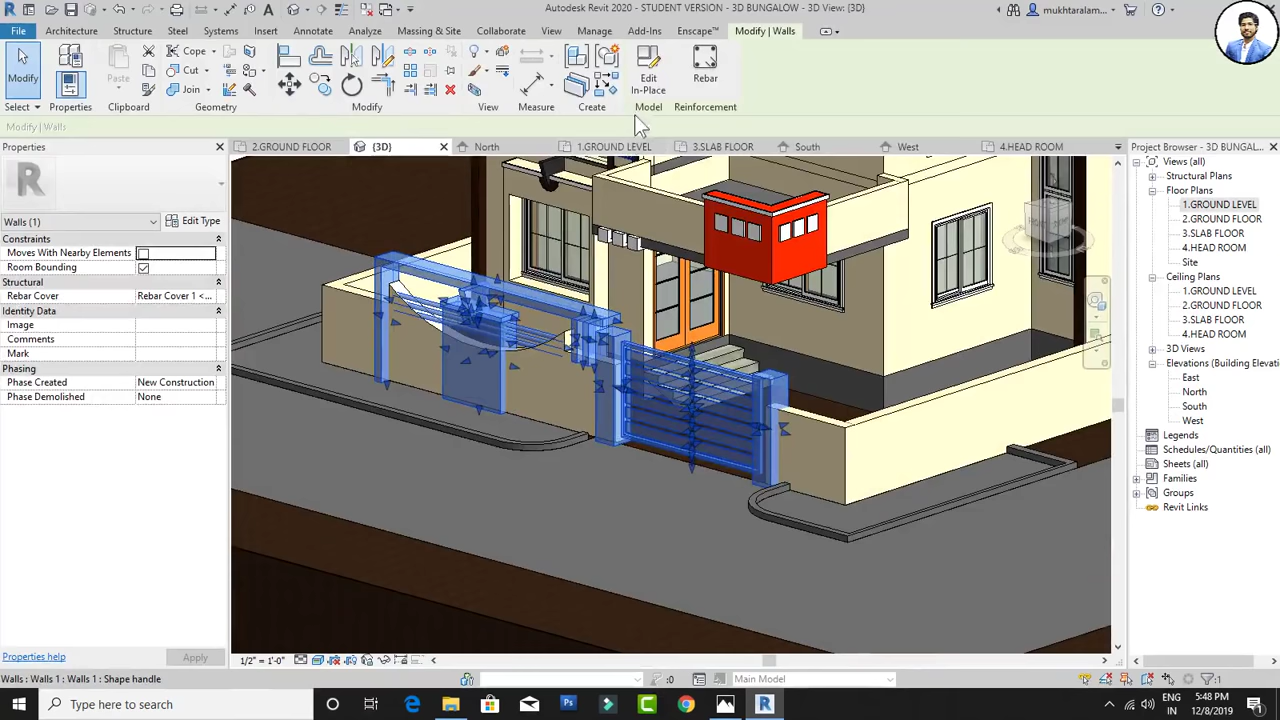 Autodesk Revit 2020 - STUDENT VERSION - 3D BUNGALOW - 3D View: {3D}
mukhtaralam...
File Architecture Structure Steel Systems Insert Annotate Analyze Massing & Site Collaborate View Manage Add-Ins Enscape™ Modify | Walls
Modify
Properties
Paste
Cope
Cut
Join
Edit
In-Place
Rebar
Select Properties Clipboard Geometry Modify View Measure Create Model Reinforcement
Modify | Walls
Properties
2.GROUND FLOOR {3D} North 1.GROUND LEVEL 3.SLAB FLOOR South West 4.HEAD ROOM
Project Browser - 3D BUNGAL...
Walls (1) Edit Type
Constraints
Moves With Nearby Elements
Room Bounding
Structural
Rebar Cover Rebar Cover 1 <...
Identity Data
Image
Comments
Mark
Phasing
Phase Created New Construction
Phase Demolished None
Views (all)
Structural Plans
Floor Plans
1.GROUND LEVEL
2.GROUND FLOOR
3.SLAB FLOOR
4.HEAD ROOM
Site
Ceiling Plans
1.GROUND LEVEL
2.GROUND FLOOR
3.SLAB FLOOR
4.HEAD ROOM
3D Views
Elevations (Building Elevati
East
North
South
West
Legends
Schedules/Quantities (all)
Sheets (all)
Families
Groups
Revit Links
Properties help Apply
1/2" = 1'-0"
Walls : Walls 1 : Walls 1 : Shape handle
:0
Main Model
:1
Type here to search
ENG
IN
5:48 PM
12/8/2019